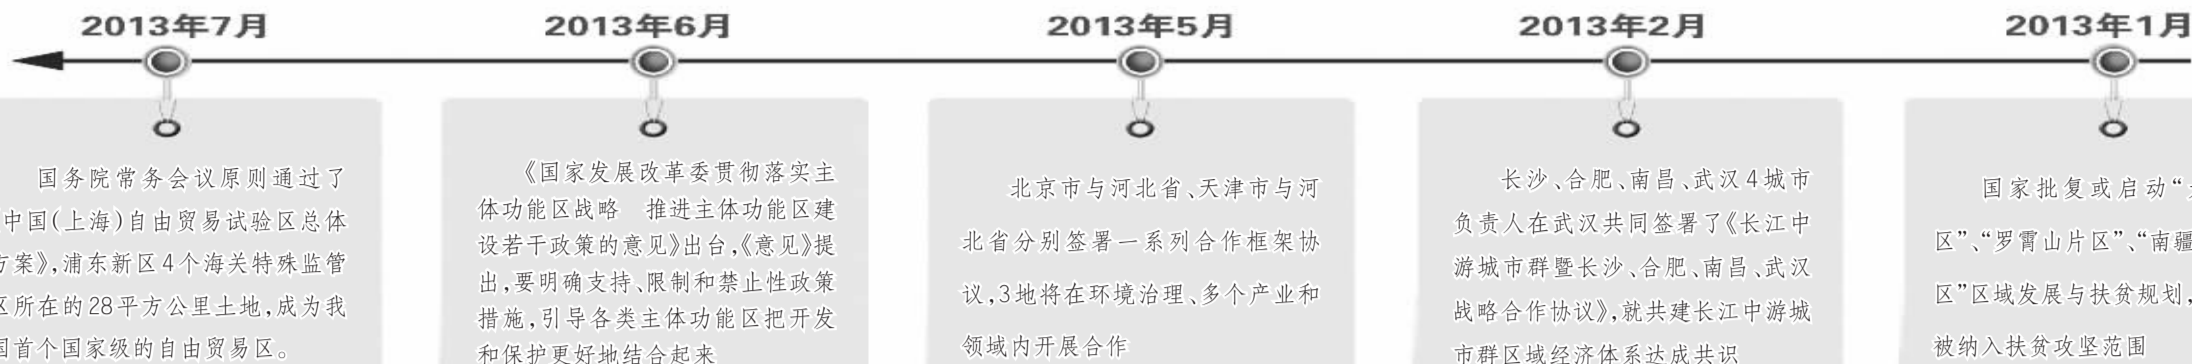 2013年7月
国务院常务会议原则通过了
中国(上海)自由贸易试验区总体
方案》,浦东新区4个海关特殊监管
区所在的28平方公里土地,成为我
国首个国家级的自由贸易区。
2013年6月
《国家发展改革委贯彻落实主
体功能区战略 推进主体功能区建
设若干政策的意见》出台,《意见》提
出,要明确支持、限制和禁止性政策
措施,引导各类主体功能区把开发
和保护更好地结合起来
2013年5月
北京市与河北省、天津市与河
北省分别签署一系列合作框架协
议,3地将在环境治理、多个产业和
领域内开展合作
2013年2月
长沙、合肥、南昌、武汉4城市
负责人在武汉共同签署了《长江中
游城市群暨长沙、合肥、南昌、武汉
战略合作协议》,就共建长江中游城
市群区域经济体系达成共识
2013年1月
国家批复或启动“
区”、“罗霄山片区”、“南疆
区”区域发展与扶贫规划,
被纳入扶贫攻坚范围